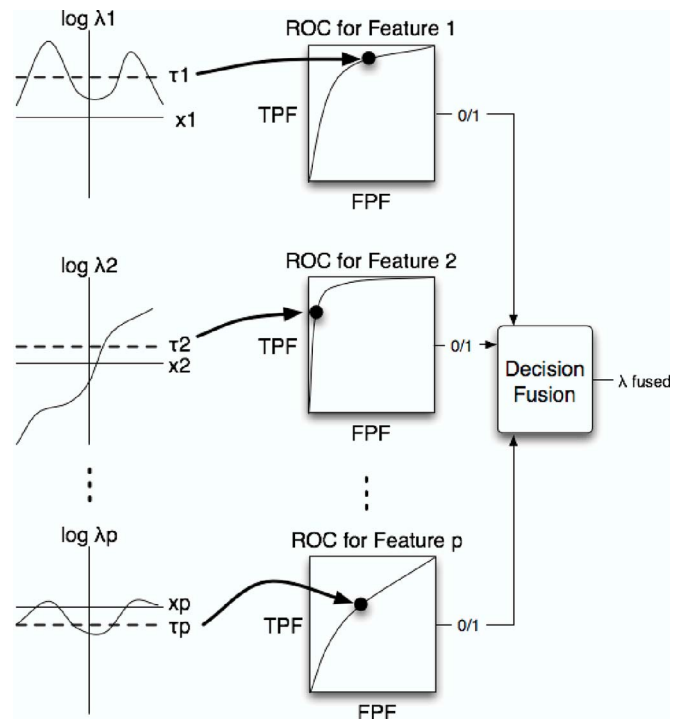 log λ1
τ1
x1
ROC for Feature 1
TPF
FPF
0/1
log λ2
τ2
x2
ROC for Feature 2
TPF
FPF
0/1
Decision
Fusion
λ fused
log λp
xp
τp
ROC for Feature p
TPF
FPF
0/1